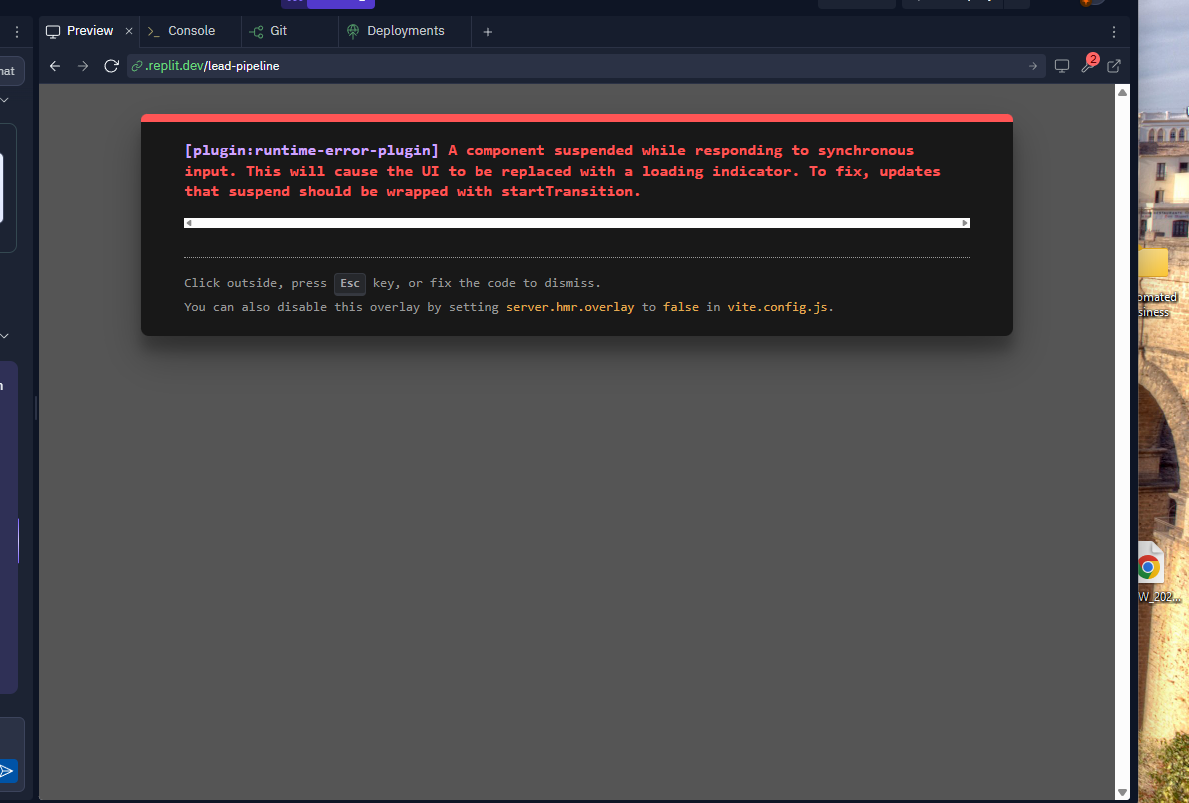 Preview
Console
Git
Deployments
.replit.dev/lead-pipeline
2
[plugin:runtime-error-plugin] A component suspended while responding to synchronous
input. This will cause the UI to be replaced with a loading indicator. To fix, updates
that suspend should be wrapped with startTransition.
Click outside, press Esc key, or fix the code to dismiss.
You can also disable this overlay by setting server.hmr.overlay to false in vite.config.js.
W_202...